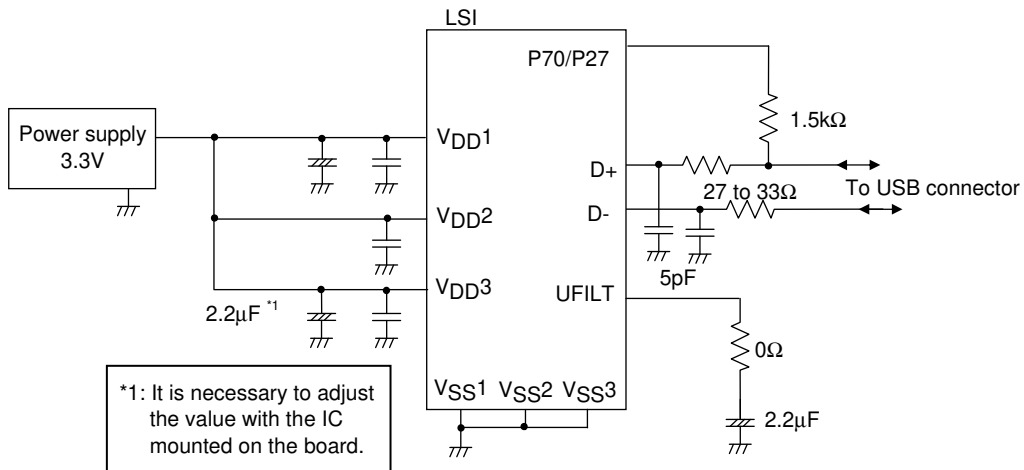 LSI
P70/P27
Power supply
3.3V
VDD1
1.5kΩ
D+
27 to 33Ω
To USB connector
VDD2
D-
5pF
VDD3
UFILT
2.2μF *1
0Ω
*1: It is necessary to adjust
the value with the IC
mounted on the board.
VSS1
VSS2
VSS3
2.2μF